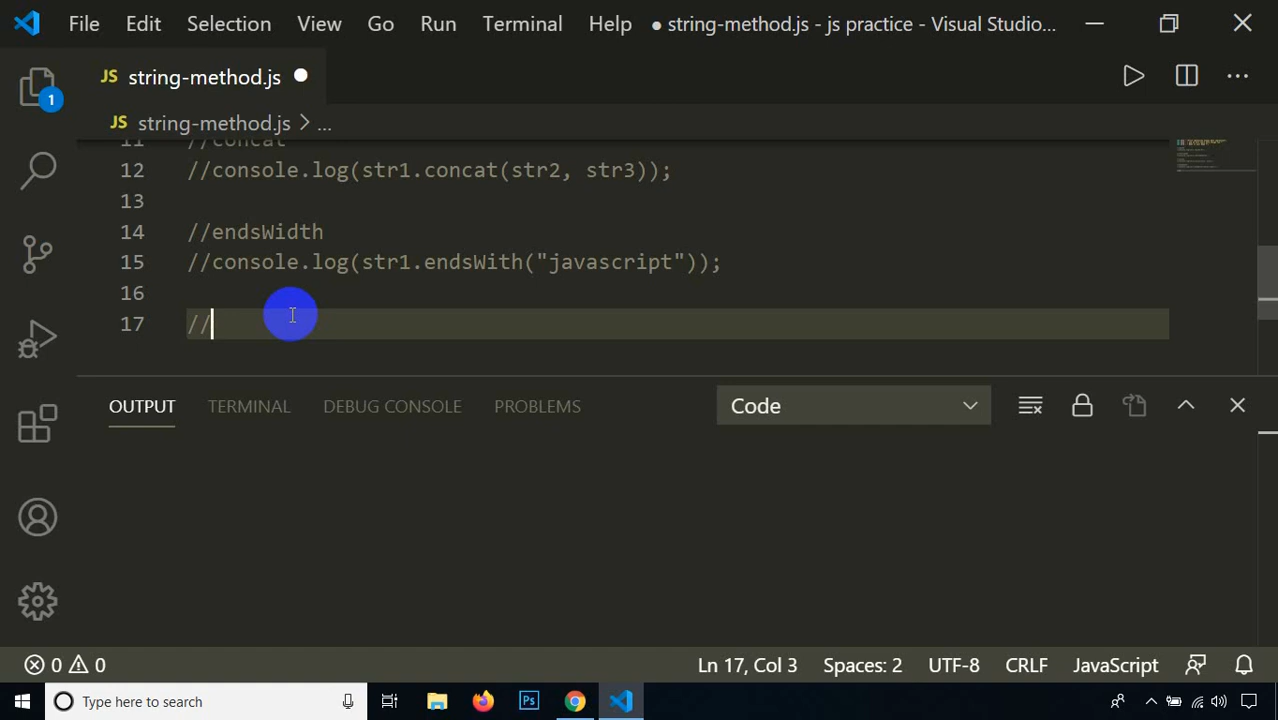 File Edit Selection View Go Run Terminal Help ● string-method.js - js practice - Visual Studio...
JS string-method.js
1
JS string-method.js > ...
11 //concat
12 //console.log(str1.concat(str2, str3));
13
14 //endsWidth
15 //console.log(str1.endsWith("javascript"));
16
17 //
OUTPUT TERMINAL DEBUG CONSOLE PROBLEMS Code
0 0 Ln 17, Col 3 Spaces: 2 UTF-8 CRLF JavaScript
Type here to search Ps